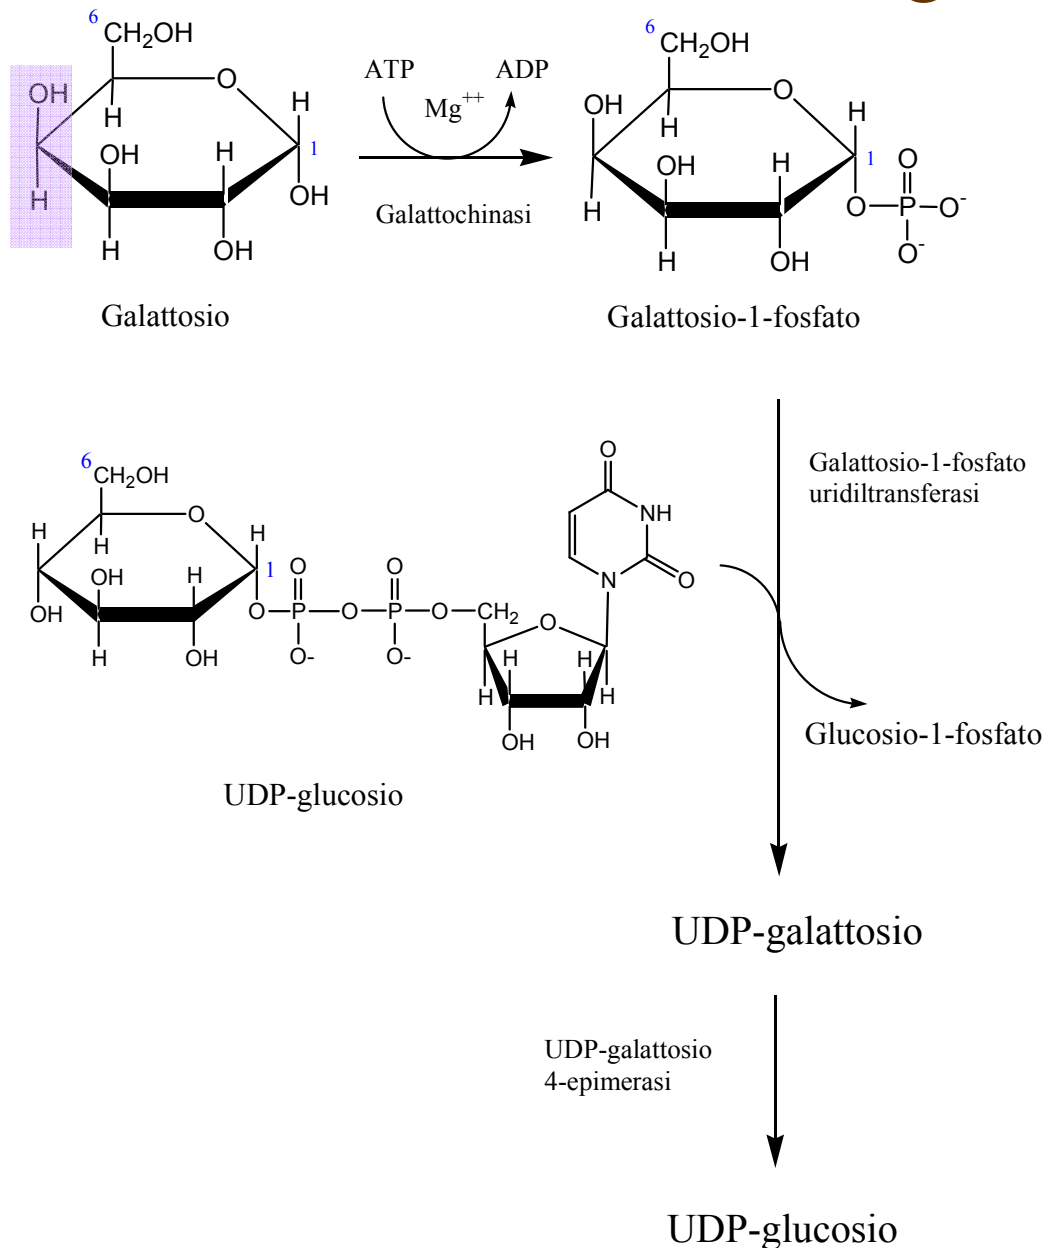 6
CH2OH
O
OH
H
H
OH
H
1
OH
H
OH
Galattosio
ATP
ADP
Mg++
Galattochinasi
6
CH2OH
O
OH
H
H
OH
H
1
H
H
OH
O
P
O
O-
O-
Galattosio-1-fosfato
Galattosio-1-fosfato
uridiltransferasi
6
CH2OH
O
H
H
H
1
OH
H
OH
H
OH
O
P
O
O-
O
P
O
O-
O
CH2
O
H
H
H
H
OH
OH
N
O
NH
O
UDP-glucosio
Glucosio-1-fosfato
UDP-galattosio
UDP-galattosio
4-epimerasi
UDP-glucosio